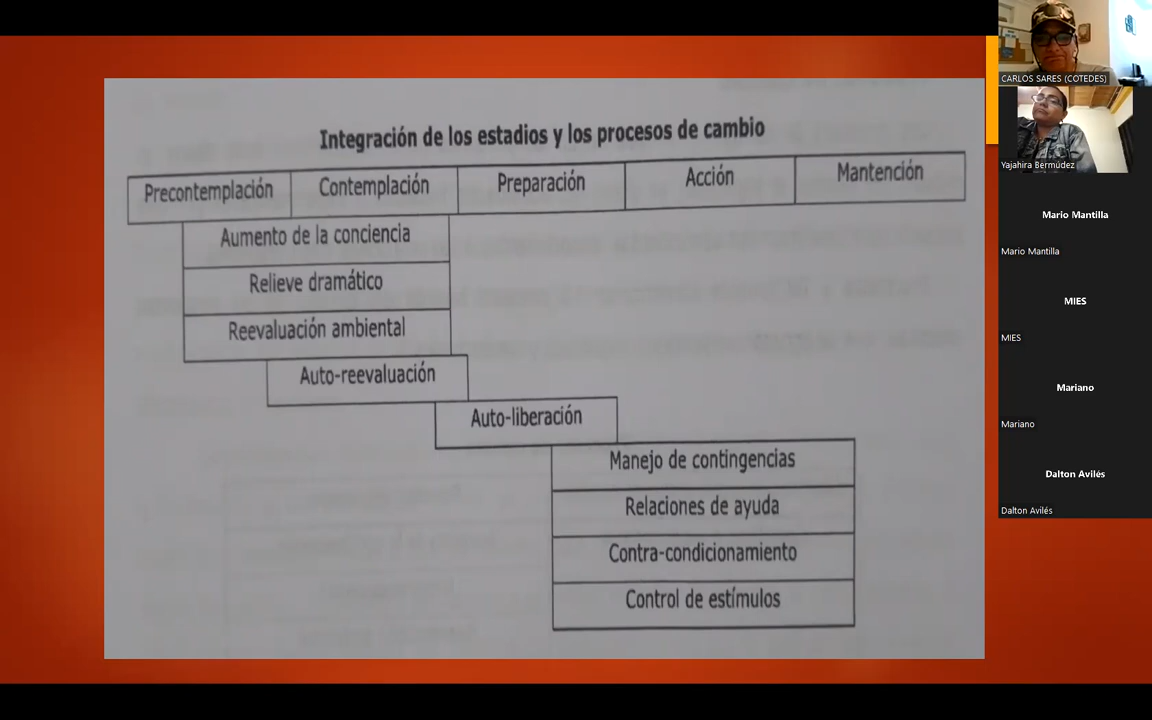 Integración de los estadios y los procesos de cambio
Precontemplación Contemplación Preparación Acción Mantención
Aumento de la conciencia
Relieve dramático
Reevaluación ambiental
Auto-reevaluación
Auto-liberación
Manejo de contingencias
Relaciones de ayuda
Contra-condicionamiento
Control de estímulos
CARLOS SARES (COTEDES)
Yajahira Bermúdez
Mario Mantilla
Mario Mantilla
MIES
MIES
Mariano
Mariano
Dalton Avilés
Dalton Avilés